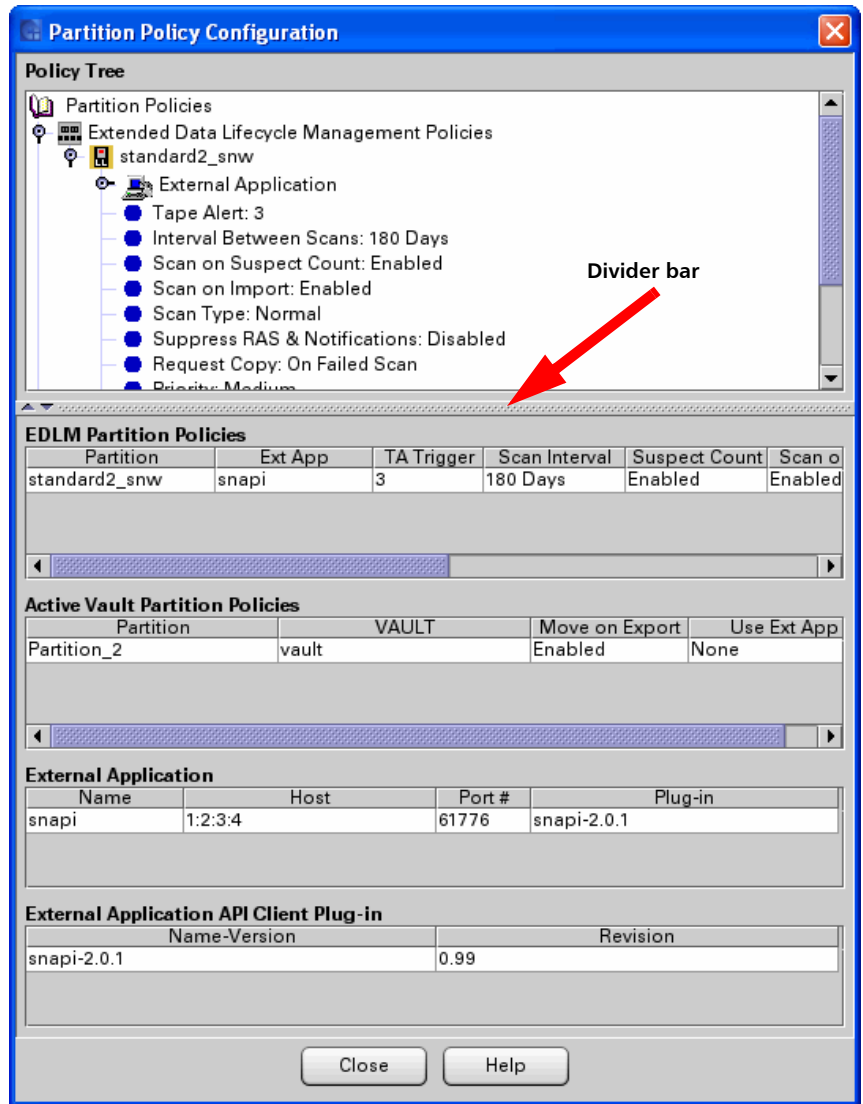 Partition Policy Configuration
Policy Tree
Partition Policies
Extended Data Lifecycle Management Policies
standard2_snw
External Application
Tape Alert: 3
Interval Between Scans: 180 Days
Scan on Suspect Count: Enabled
Divider bar
Scan on Import: Enabled
Scan Type: Normal
Suppress RAS & Notifications: Disabled
Request Copy: On Failed Scan
Priority: Medium
EDLM Partition Policies
Partition Ext App TA Trigger Scan Interval Suspect Count Scan o
standard2_snw snapi 3 180 Days Enabled Enabled
Active Vault Partition Policies
Partition VAULT Move on Export Use Ext App
Partition_2 vault Enabled None
External Application
Name Host Port # Plug-in
snapi 1:2:3:4 61776 snapi-2.0.1
External Application API Client Plug-in
Name-Version Revision
snapi-2.0.1 0.99
Close Help